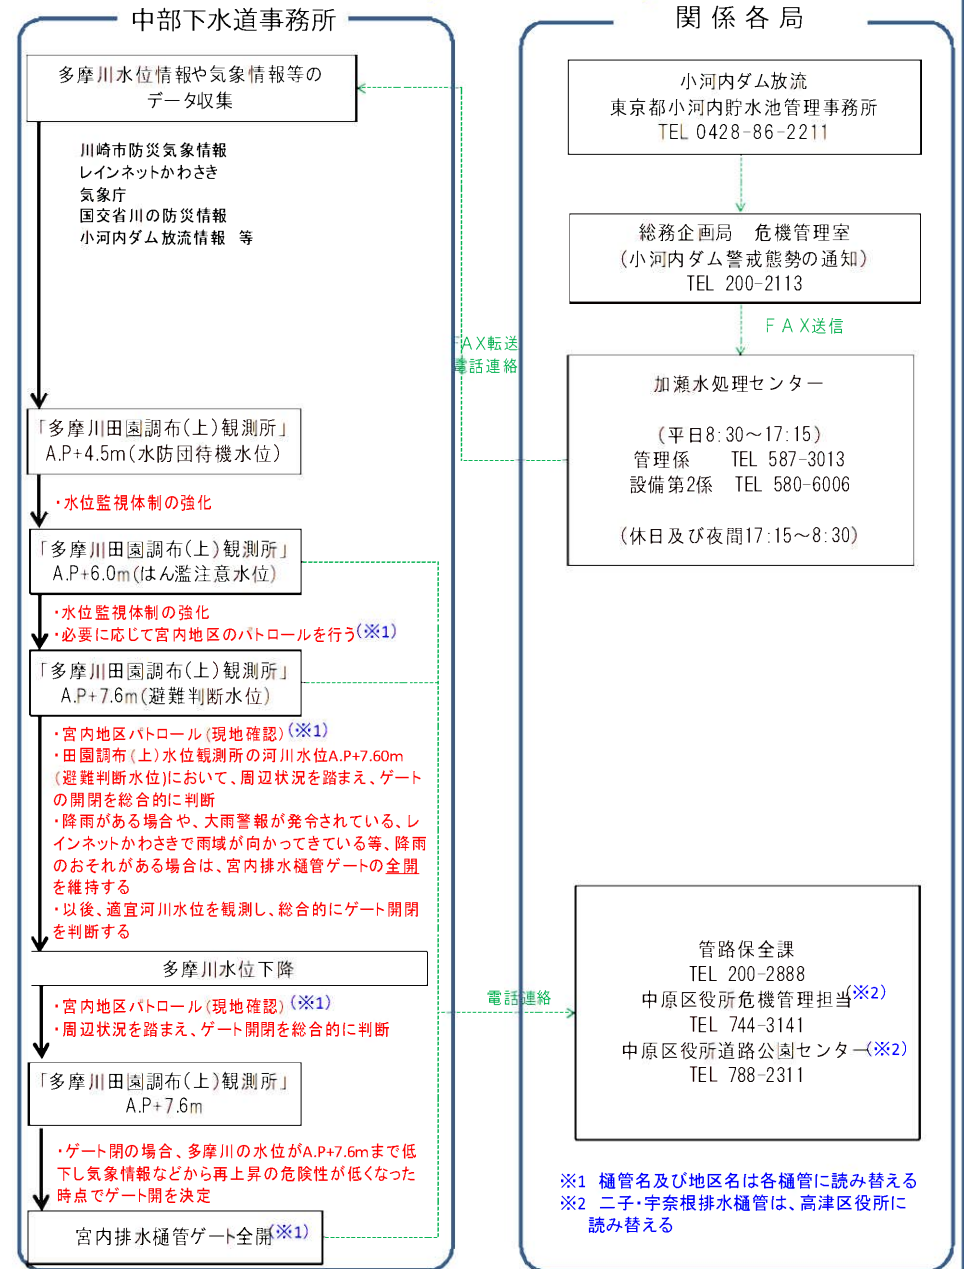 中部下水道事務所
多摩川水位情報や気象情報等の
データ収集
川崎市防災気象情報
レインネットかわさき
気象庁
国交省川の防災情報
小河内ダム放流情報　等
「多摩川田園調布(上)観測所」
A.P+4.5m(水防団待機水位)
・水位監視体制の強化
「多摩川田園調布(上)観測所」
A.P+6.0m(はん濫注意水位)
・水位監視体制の強化
・必要に応じて宮内地区のパトロールを行う(※1)
「多摩川田園調布(上)観測所」
A.P+7.6m(避難判断水位)
・宮内地区パトロール(現地確認)(※1)
・田園調布(上)水位観測所の河川水位A.P+7.60m
(避難判断水位)において、周辺状況を踏まえ、ゲート
の開閉を総合的に判断
・降雨がある場合や、大雨警報が発令されている、レ
インネットかわさきで雨域が向かってきている等、降雨
のおそれがある場合は、宮内排水樋管ゲートの全開
を維持する
・以後、適宜河川水位を観測し、総合的にゲート開閉
を判断する
多摩川水位下降
・宮内地区パトロール(現地確認)(※1)
・周辺状況を踏まえ、ゲート開閉を総合的に判断
「多摩川田園調布(上)観測所」
A.P+7.6m
・ゲート閉の場合、多摩川の水位がA.P+7.6mまで低
下し気象情報などから再上昇の危険性が低くなった
時点でゲート開を決定
宮内排水樋管ゲート全開(※1)
FAX転送
電話連絡
電話連絡
関係各局
小河内ダム放流
東京都小河内貯水池管理事務所
TEL 0428-86-2211
総務企画局　危機管理室
(小河内ダム警戒態勢の通知)
TEL 200-2113
ＦＡＸ送信
加瀬水処理センター
(平日8:30～17:15)
管理係　TEL 587-3013
設備第2係　TEL 580-6006
(休日及び夜間17:15～8:30)
管路保全課
TEL 200-2888
中原区役所危機管理担当(※2)
TEL 744-3141
中原区役所道路公園センター(※2)
TEL 788-2311
※1　樋管名及び地区名は各樋管に読み替える
※2　二子・宇奈根排水樋管は、高津区役所に
読み替える